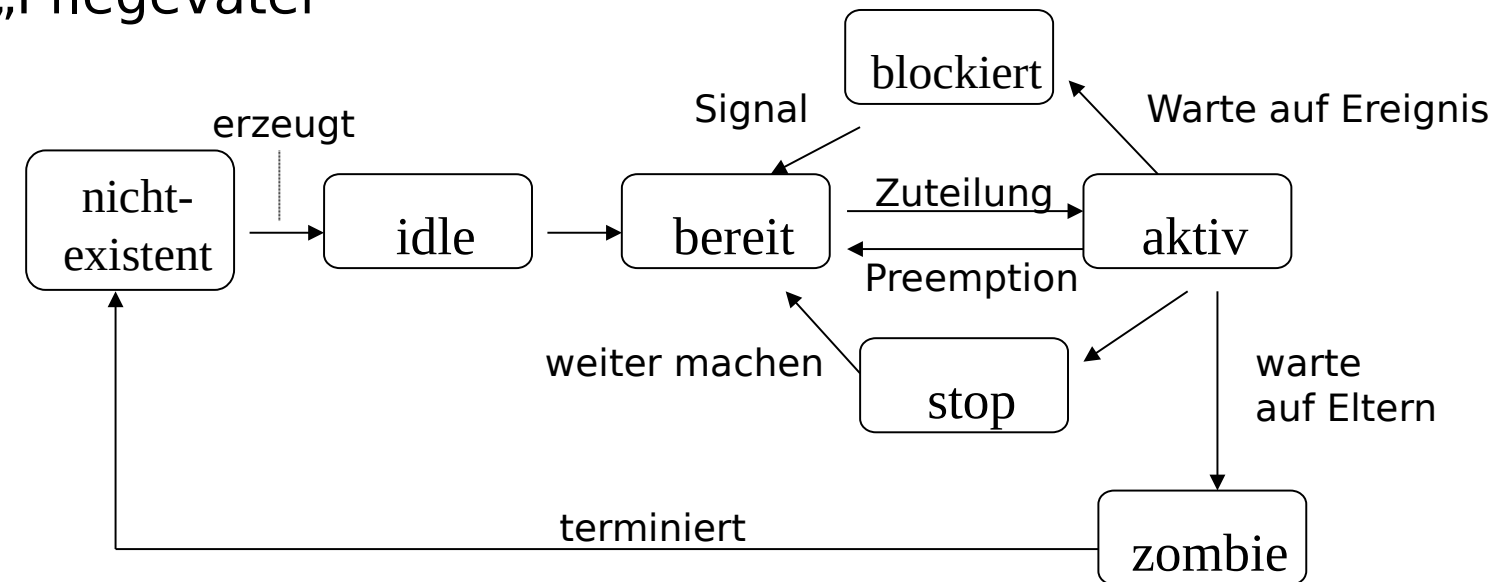 „Pflegevater“
blockiert
Signal
Warte auf Ereignis
erzeugt
nicht-
existent
idle
bereit
Zuteilung
aktiv
Preemption
weiter machen
stop
warte
auf Eltern
terminiert
zombie